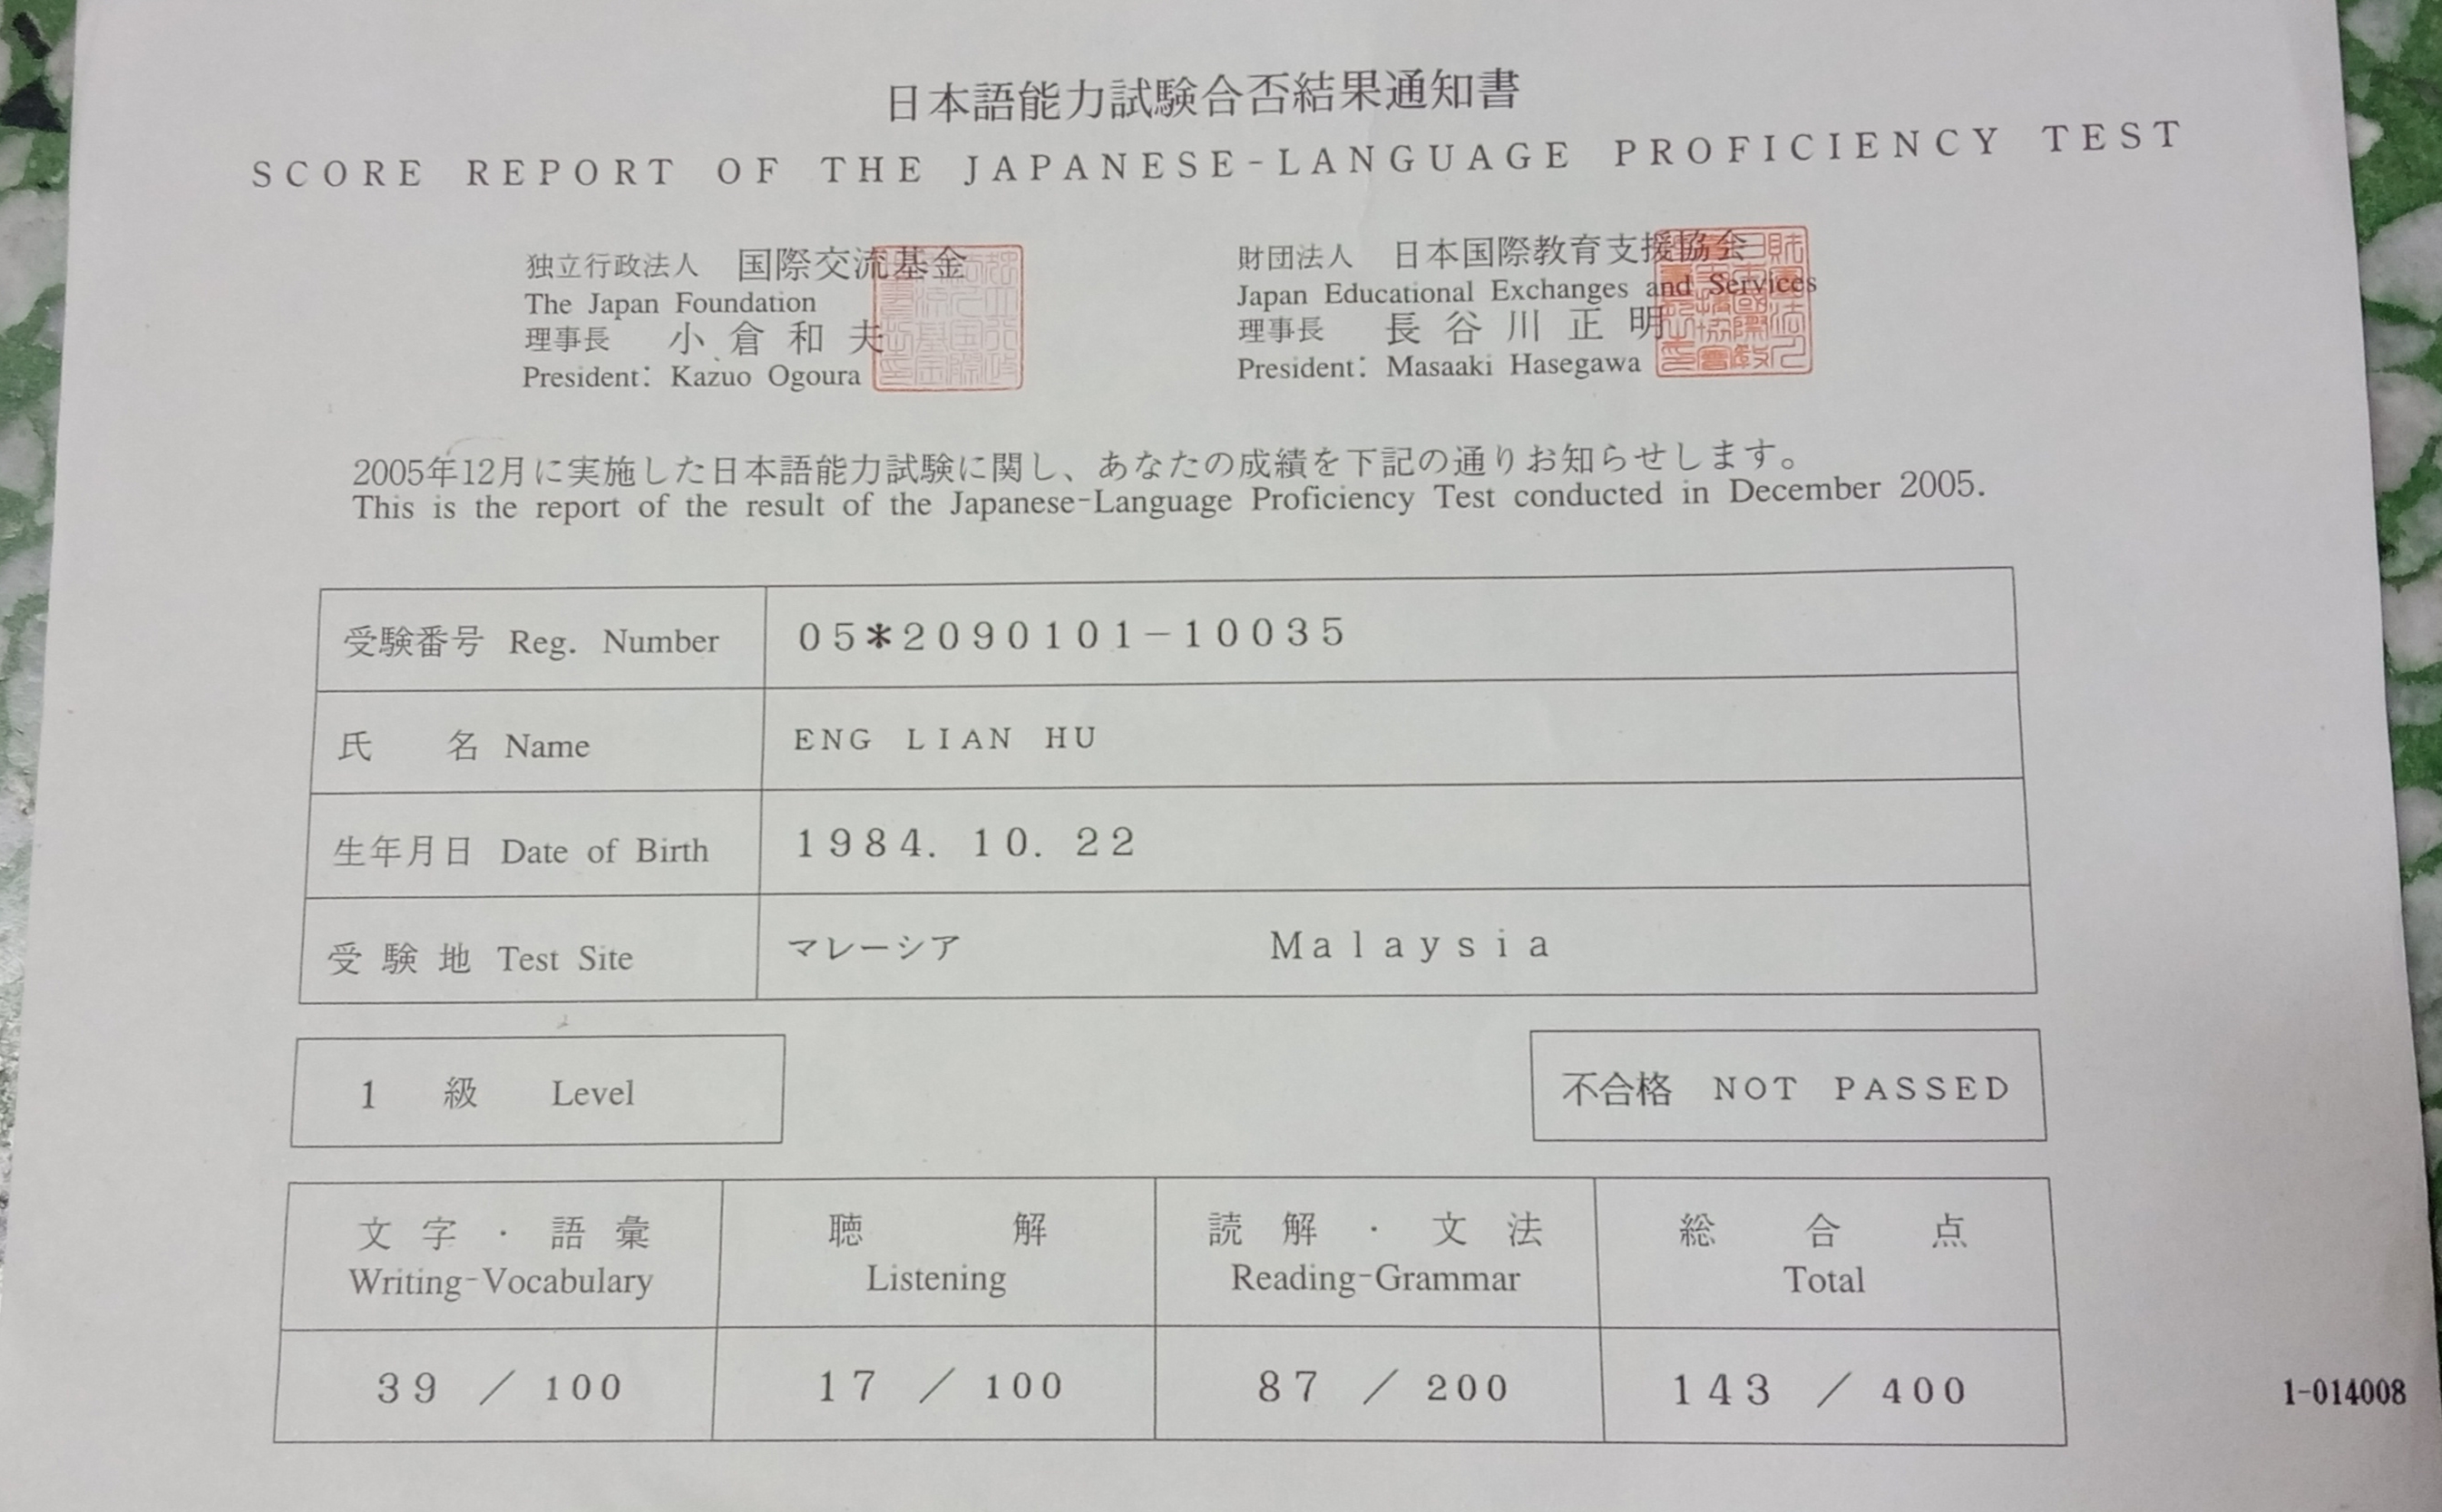 日本語能力試験合否結果通知書
SCORE REPORT OF THE JAPANESE-LANGUAGE PROFICIENCY TEST
独立行政法人 国際交流基金
The Japan Foundation
理事長 小倉和夫
President: Kazuo Ogoura
財団法人 日本国際教育支援協会
Japan Educational Exchanges and Services
理事長 長谷川正明
President: Masaaki Hasegawa
2005年12月に実施した日本語能力試験に関し、あなたの成績を下記の通りお知らせします。
This is the report of the result of the Japanese-Language Proficiency Test conducted in December 2005.
受験番号 Reg. Number 05*2090101-10035
氏名 Name ENG LIAN HU
生年月日 Date of Birth 1984. 10. 22
受験地 Test Site マレーシア Malaysia
1 級 Level
不合格 NOT PASSED
文字・語彙 聴解 読解・文法 総合点
Writing-Vocabulary Listening Reading-Grammar Total
39 / 100 17 / 100 87 / 200 143 / 400
1-014008